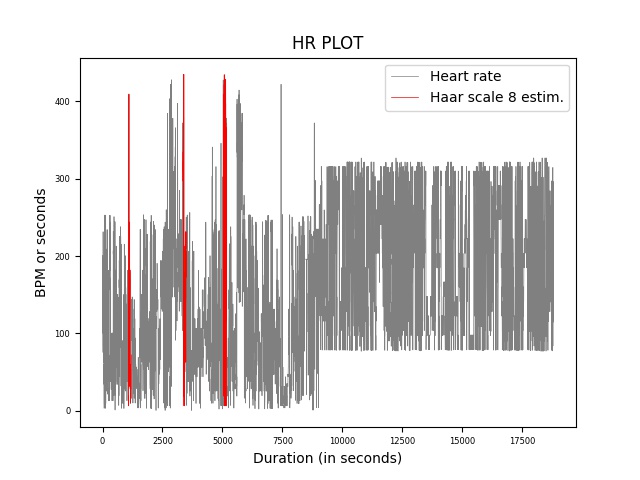 HR PLOT
Heart rate
Haar scale 8 estim.
BPM or seconds
400
300
200
100
0
0 2500 5000 7500 10000 12500 15000 17500
Duration (in seconds)